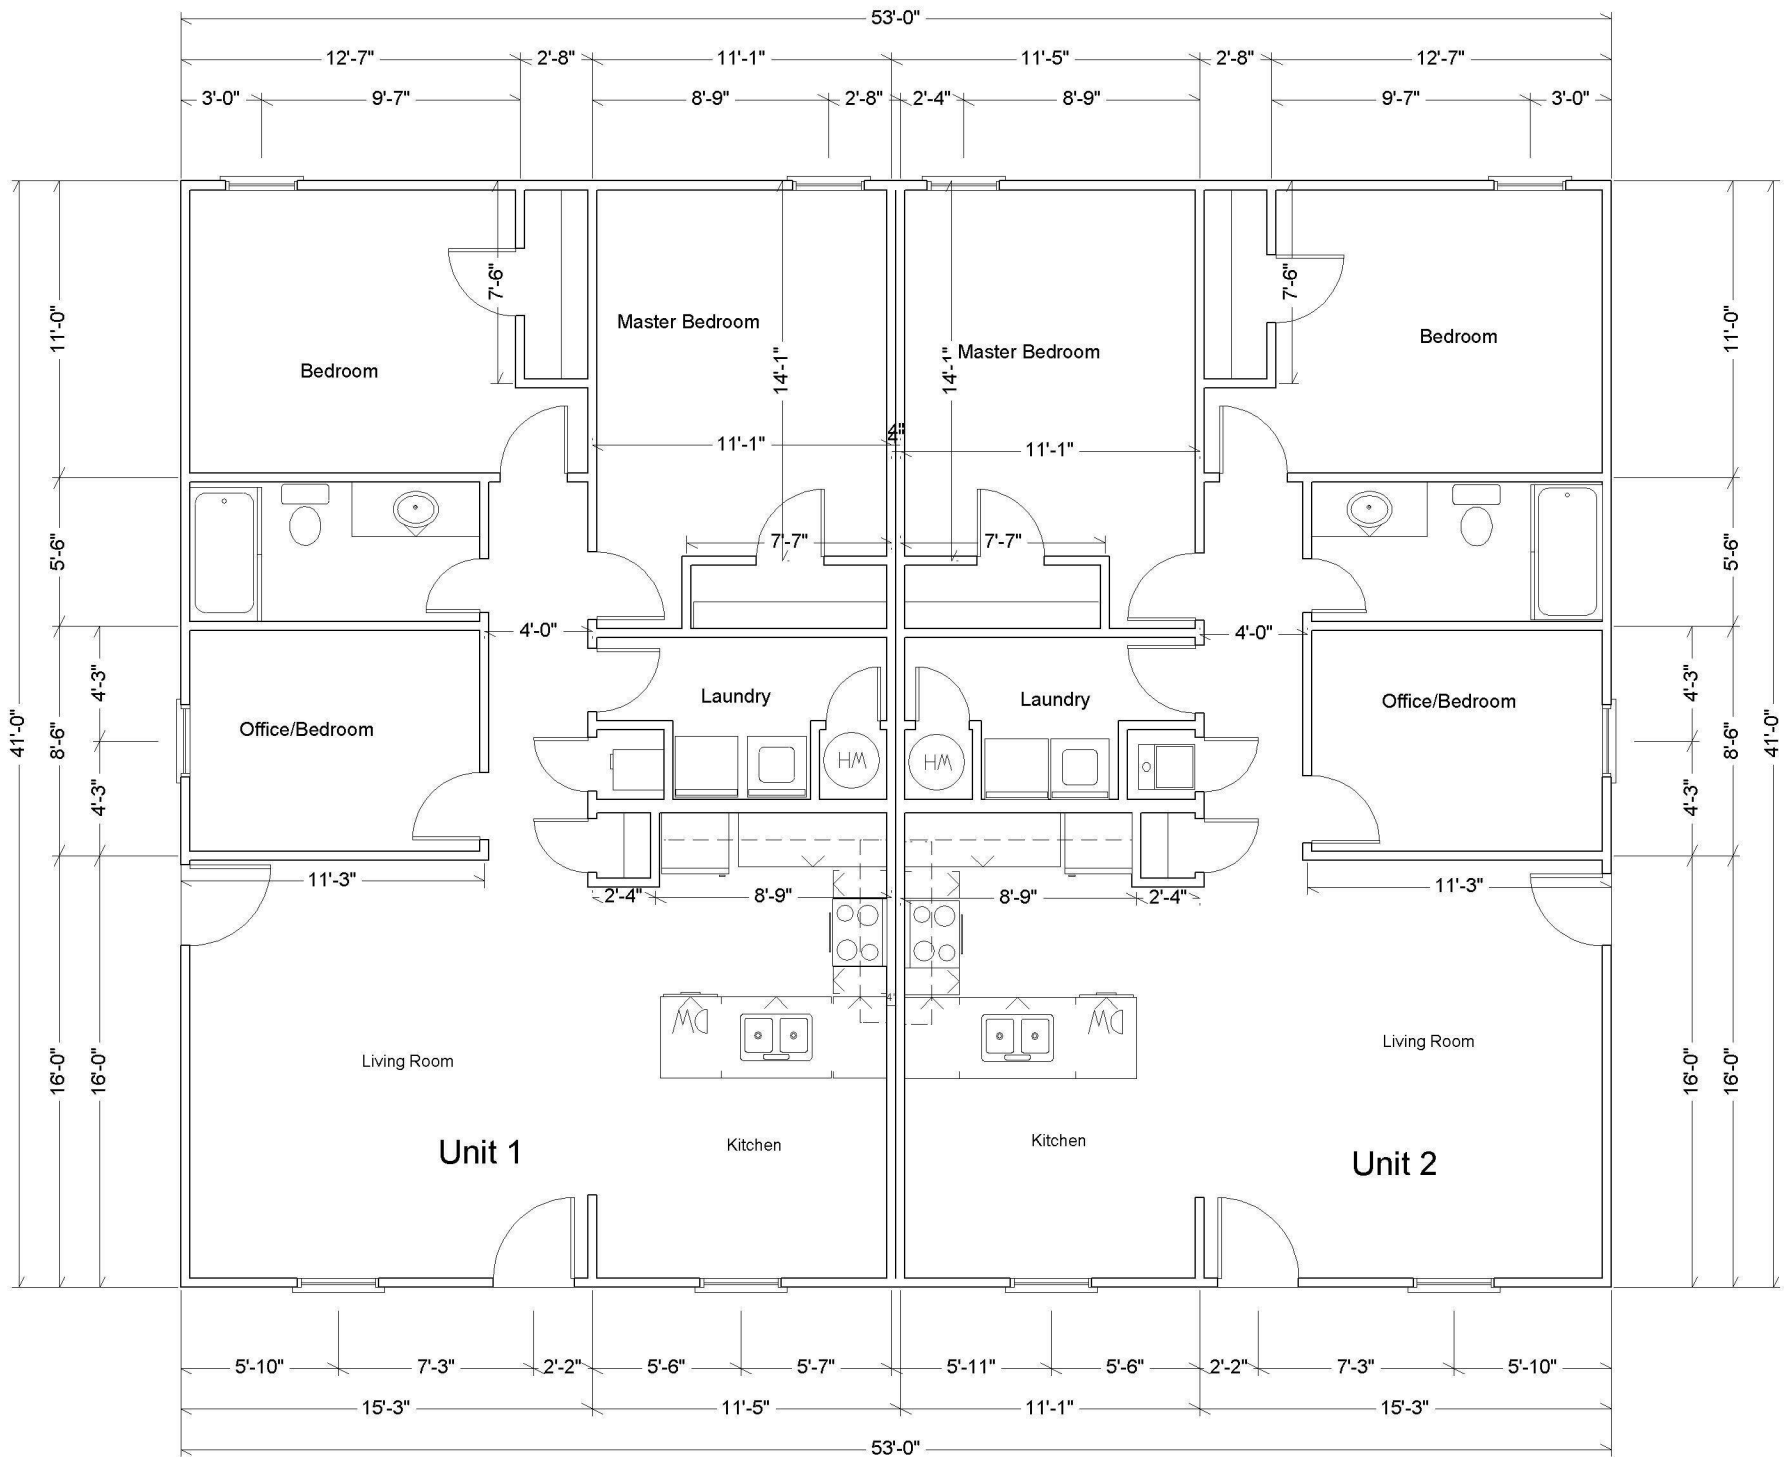 53'-0"
12'-7" 2'-8" 11'-1" 11'-5" 2'-8" 12'-7"
3'-0" 9'-7" 8'-9" 2'-8" 2'-4" 8'-9" 9'-7" 3'-0"
7'-6" 7'-6"
11'-0" 11'-0"
Master Bedroom
Bedroom
Master Bedroom
Bedroom
14'-1" 14'-1"
4"
11'-1" 11'-1"
7'-7" 7'-7"
5'-6" 5'-6"
4'-0" 4'-0"
4'-3" 4'-3"
Laundry Laundry
Office/Bedroom Office/Bedroom
41'-0" 8'-6" 8'-6" 41'-0"
WH WH
4'-3" 4'-3"
11'-3" 11'-3"
2'-4" 8'-9" 8'-9" 2'-4"
4"
DW DW
Living Room Living Room
16'-0" 16'-0" 16'-0" 16'-0"
Unit 1 Kitchen Kitchen Unit 2
5'-10" 7'-3" 2'-2" 5'-6" 5'-7" 5'-11" 5'-6" 2'-2" 7'-3" 5'-10"
15'-3" 11'-5" 11'-1" 15'-3"
53'-0"